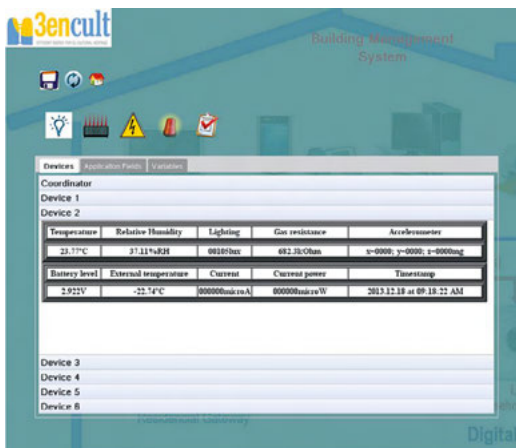 3encult
Building Management
System
Devices Application Fields Variables
Coordinator
Device 1
Device 2
Temperature Relative Humidity Lighting Gas resistance Accelerometer
23.77°C 37.11%RH 00105lux 682.3kOhm x=0000; y=0000; z=0000mg
Battery level External temperature Current Current power Timestamp
2.922V -22.74°C 000000microA 000000microW 2013.12.18 at 09.18.22 AM
Device 3
Device 4
Device 5
Device 6
Residential Gateway
Digital